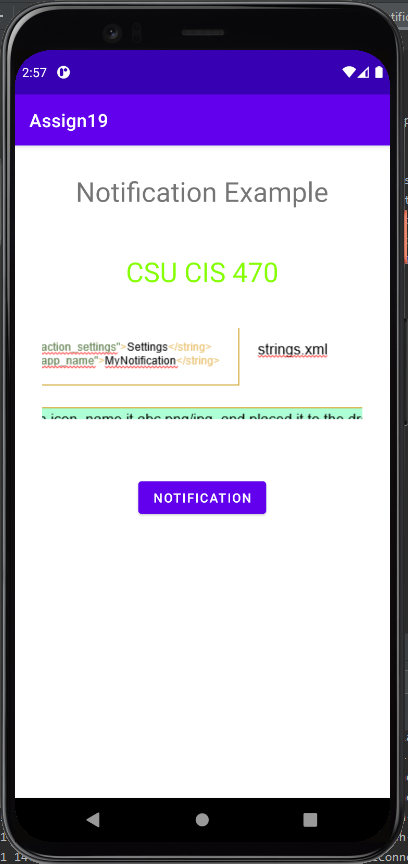 2:57
Assign19
Notification Example
CSU CIS 470
action_settings">Settings</string>
app_name">MyNotification</string>
strings.xml
icon, name it abc.png/jpg, and placed it to the dr
NOTIFICATION